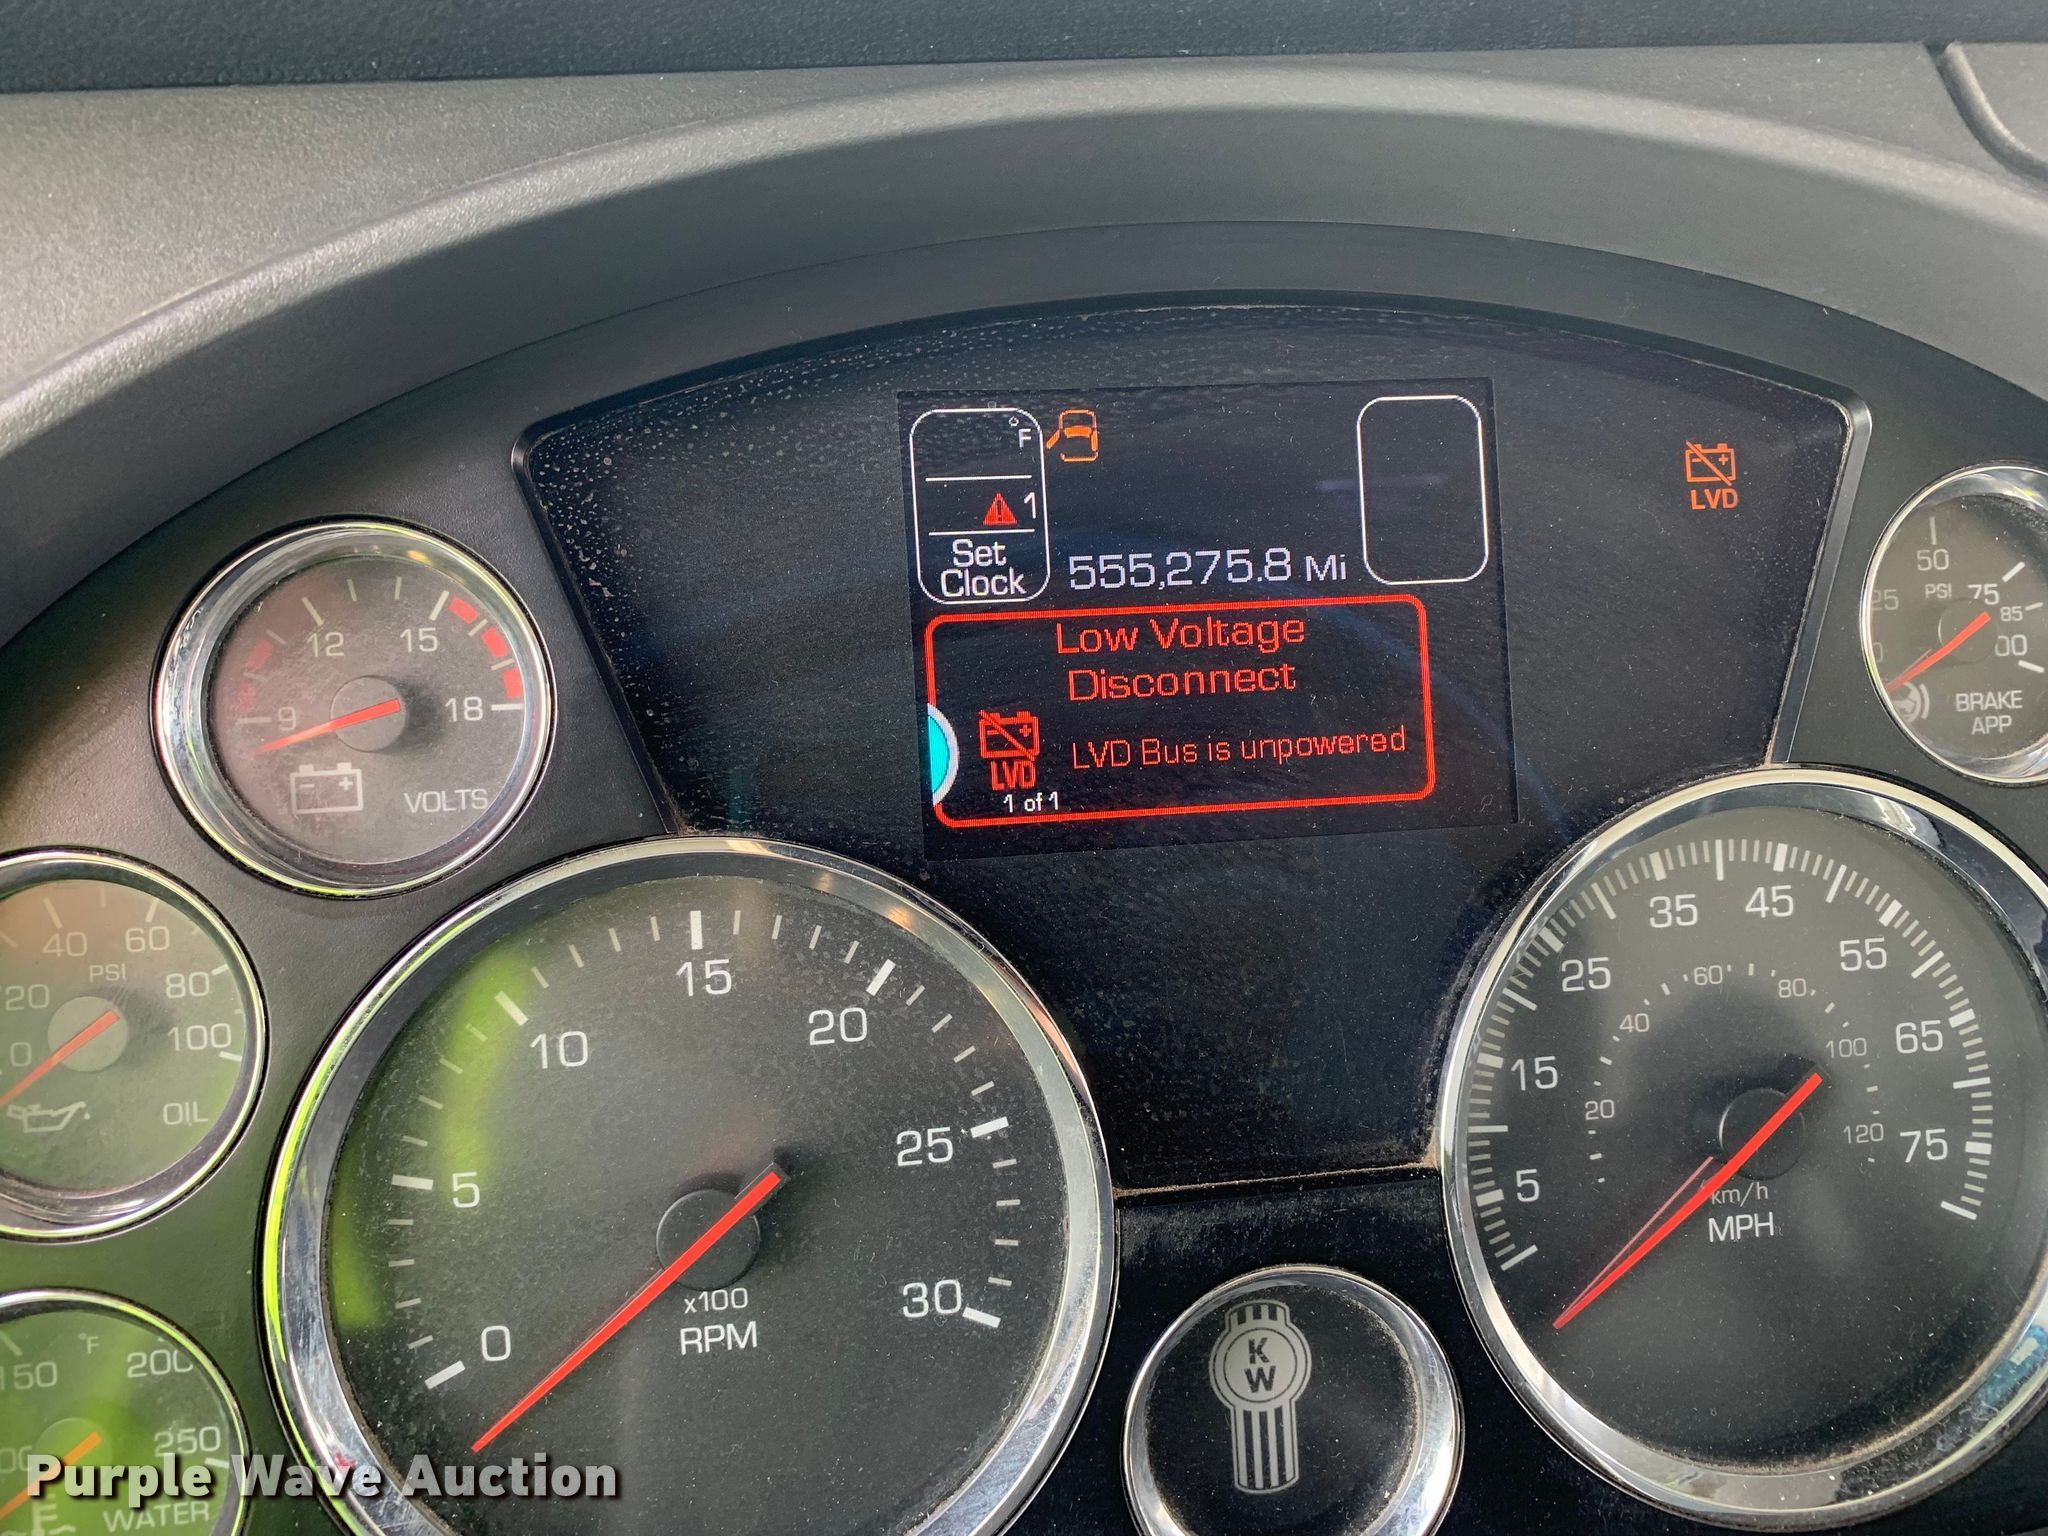 °F
1
Set
Clock
555,275.8 Mi
Low Voltage
Disconnect
LVD
LVD Bus is unpowered
1 of 1
LVD
9 12 15 18
VOLTS
50
25 PSI 75
85
0
BRAKE
APP
40 60
PSI
20 80
0 100
OIL
0 5 10 15 20 25 30
x100
RPM
5 15 25 35 45 55 65 75
20 40 60 80 100 120
km/h
MPH
°F
150 200
250
WATER
K
W
Purple Wave Auction